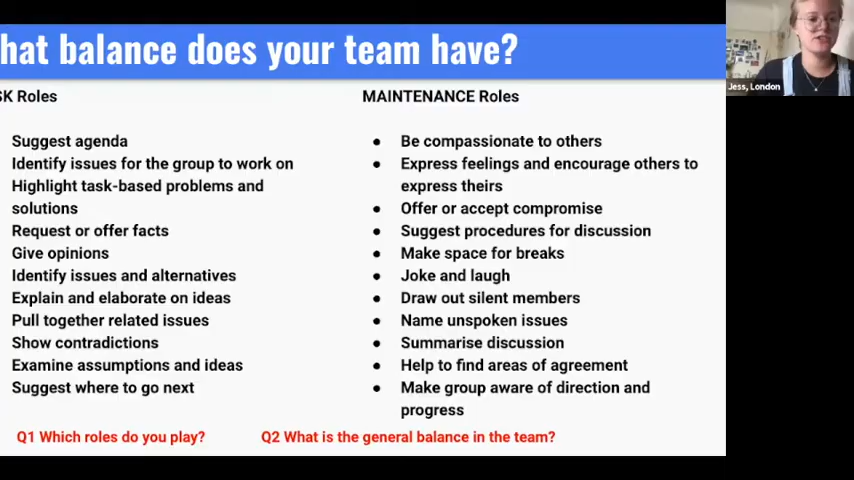 hat balance does your team have?
SK Roles
Suggest agenda
Identify issues for the group to work on
Highlight task-based problems and
solutions
Request or offer facts
Give opinions
Identify issues and alternatives
Explain and elaborate on ideas
Pull together related issues
Show contradictions
Examine assumptions and ideas
Suggest where to go next
MAINTENANCE Roles
● Be compassionate to others
● Express feelings and encourage others to
express theirs
● Offer or accept compromise
● Suggest procedures for discussion
● Make space for breaks
● Joke and laugh
● Draw out silent members
● Name unspoken issues
● Summarise discussion
● Help to find areas of agreement
● Make group aware of direction and
progress
Q1 Which roles do you play?
Q2 What is the general balance in the team?
Jess, London